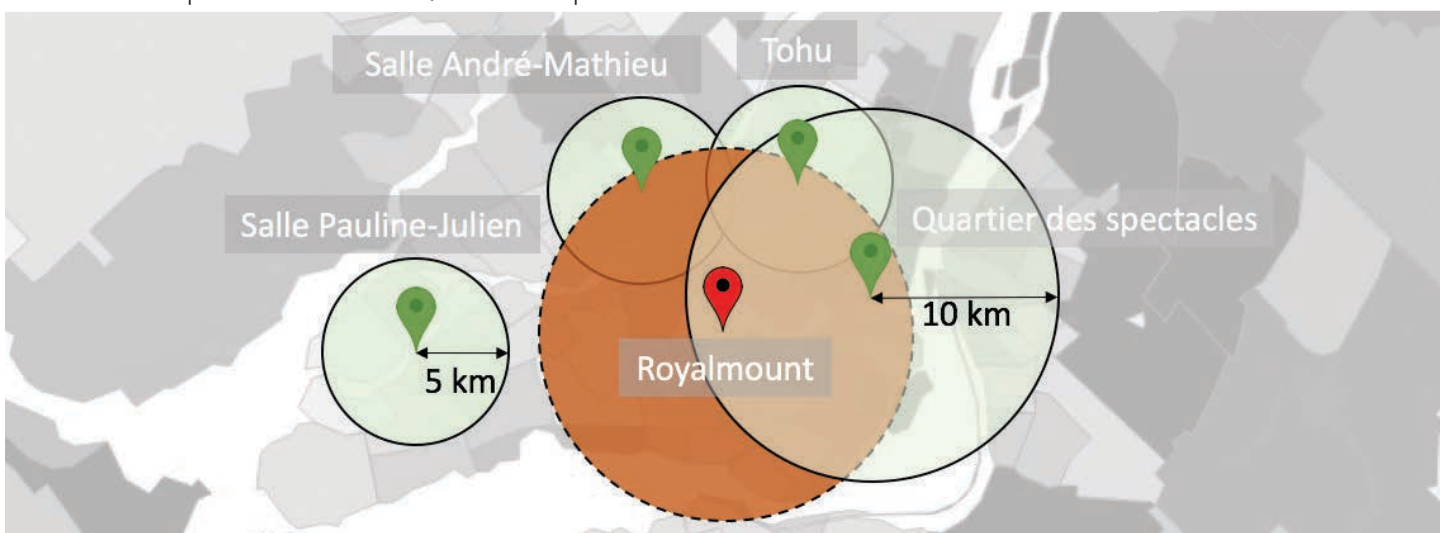 Salle André-Mathieu
Tohu
Salle Pauline-Julien
Quartier des spectacles
10 km
Royalmount
5 km